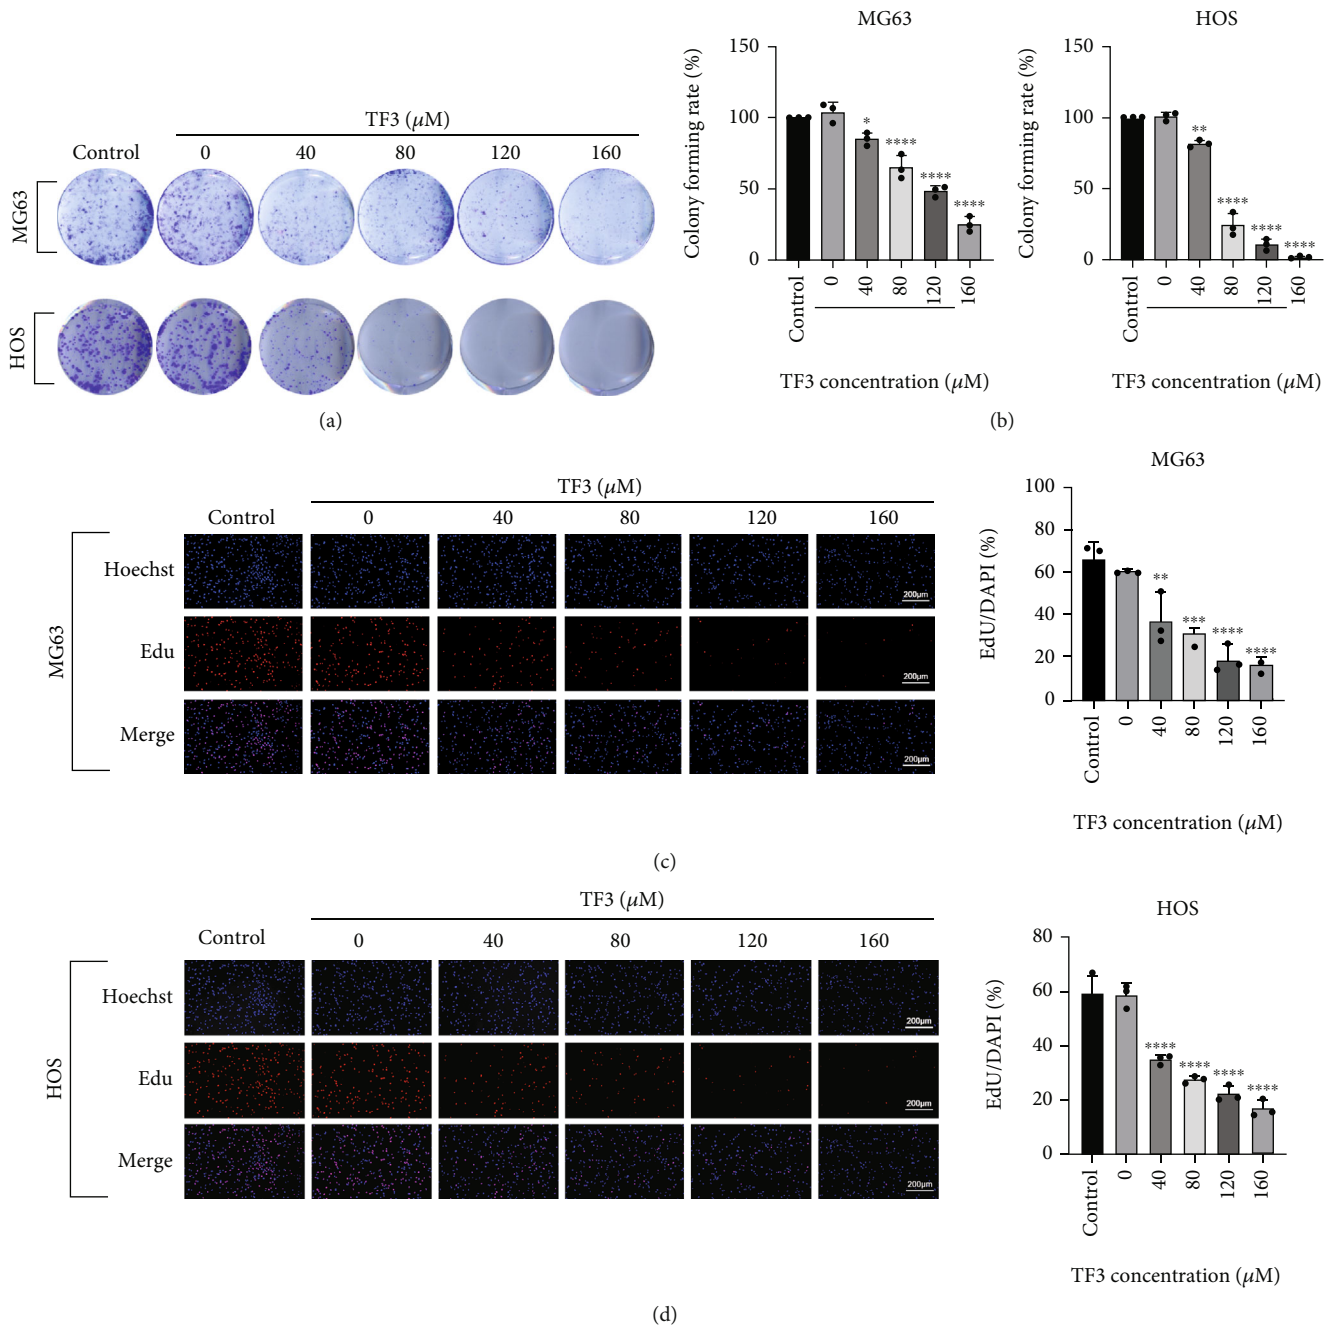 TF3 (μM)
Control 0 40 80 120 160
MG63
HOS
(a)
MG63
Colony forming rate (%)
150
100
50
0
* **** **** ****
Control 0 40 80 120 160
TF3 concentration (μM)
HOS
Colony forming rate (%)
150
100
50
0
** **** **** ****
Control 0 40 80 120 160
TF3 concentration (μM)
(b)
TF3 (μM)
Control 0 40 80 120 160
MG63
Hoechst
200μm
Edu
200μm
Merge
200μm
MG63
EdU/DAPI (%)
100
80
60
40
20
0
** *** **** ****
Control 0 40 80 120 160
TF3 concentration (μM)
(c)
TF3 (μM)
Control 0 40 80 120 160
HOS
Hoechst
200μm
Edu
200μm
Merge
200μm
HOS
EdU/DAPI (%)
80
60
40
20
0
**** **** **** ****
Control 0 40 80 120 160
TF3 concentration (μM)
(d)